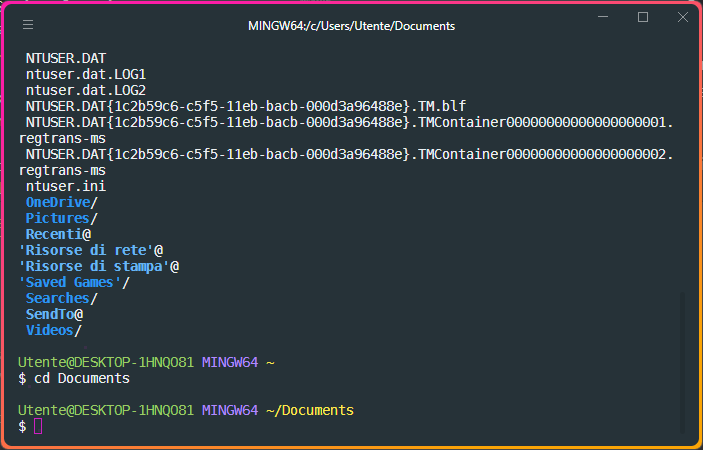 MINGW64:/c/Users/Utente/Documents
NTUSER.DAT
ntuser.dat.LOG1
ntuser.dat.LOG2
NTUSER.DAT{1c2b59c6-c5f5-11eb-bacb-000d3a96488e}.TM.blf
NTUSER.DAT{1c2b59c6-c5f5-11eb-bacb-000d3a96488e}.TMContainer00000000000000000001.
regtrans-ms
NTUSER.DAT{1c2b59c6-c5f5-11eb-bacb-000d3a96488e}.TMContainer00000000000000000002.
regtrans-ms
ntuser.ini
OneDrive/
Pictures/
Recenti@
'Risorse di rete'@
'Risorse di stampa'@
'Saved Games'/
Searches/
SendTo@
Videos/
Utente@DESKTOP-1HNQO81 MINGW64 ~
$ cd Documents
Utente@DESKTOP-1HNQO81 MINGW64 ~/Documents
$